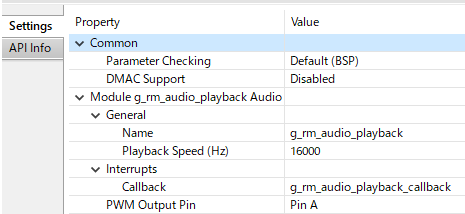 Settings
API Info
Property Value
Common
Parameter Checking Default (BSP)
DMAC Support Disabled
Module g_rm_audio_playback Audio
General
Name g_rm_audio_playback
Playback Speed (Hz) 16000
Interrupts
Callback g_rm_audio_playback_callback
PWM Output Pin Pin A